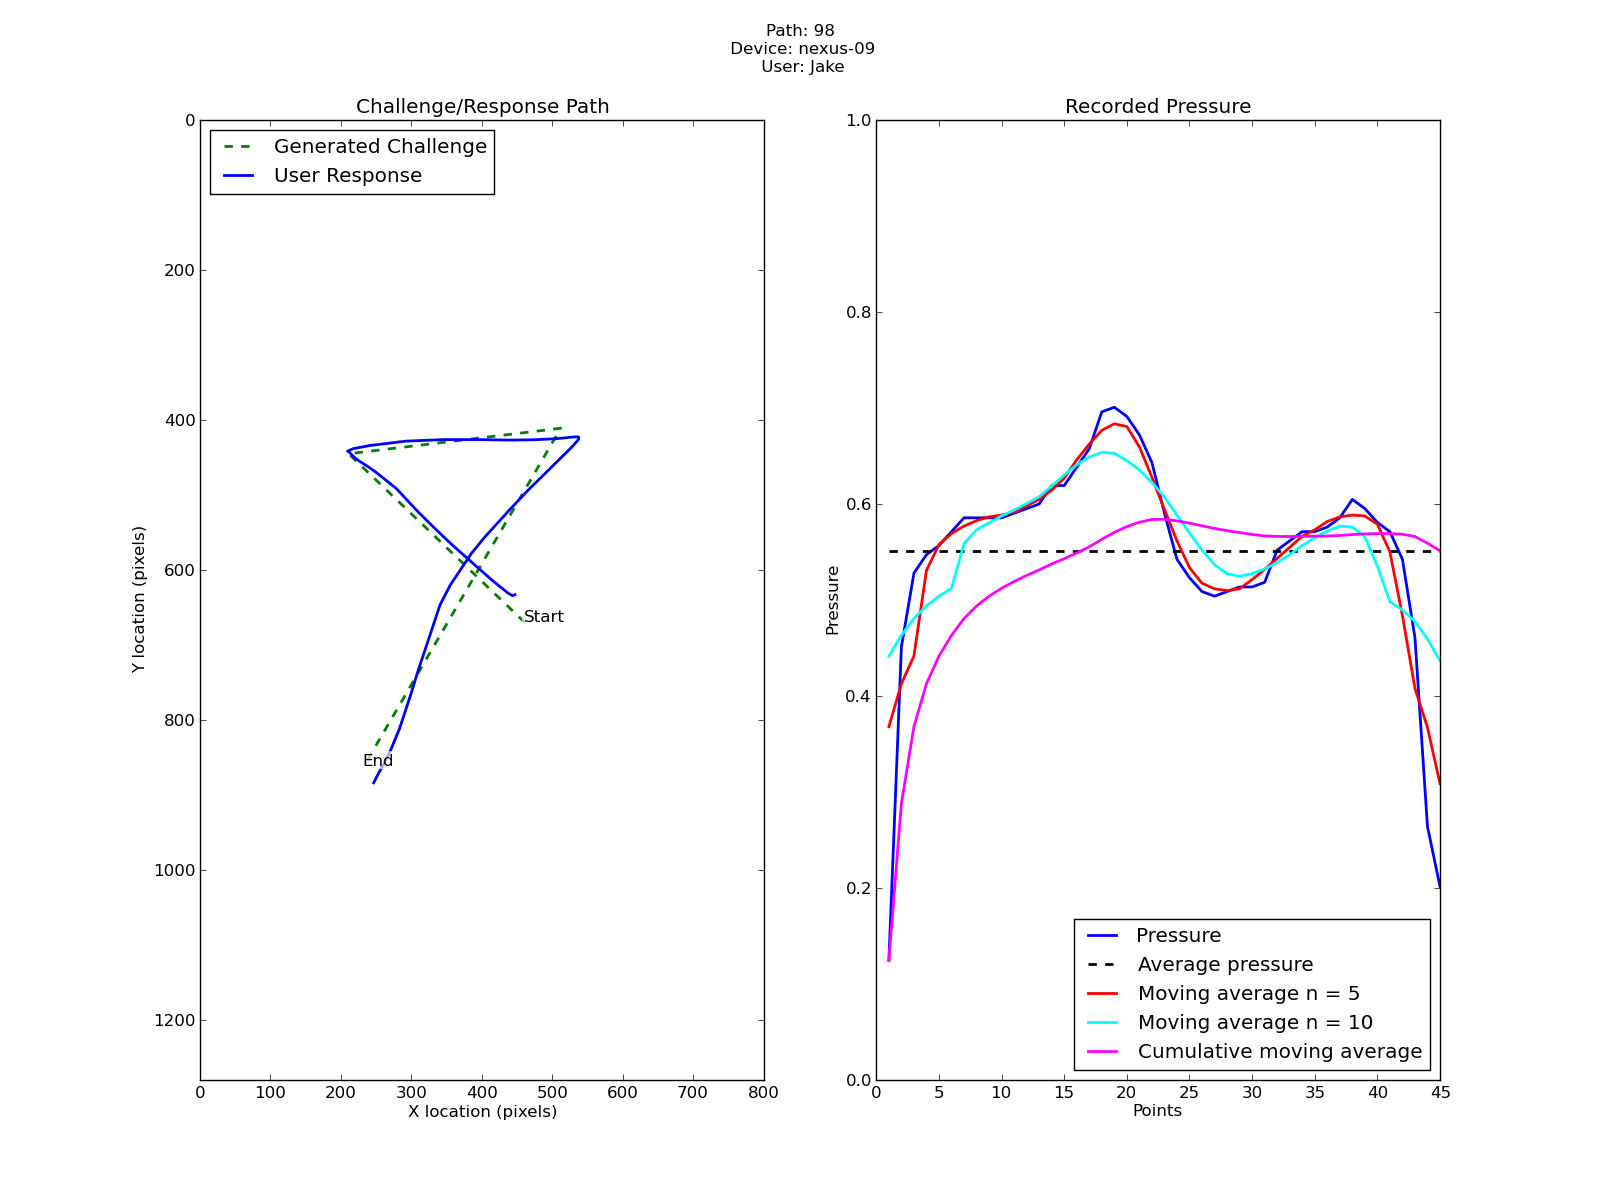 Path: 98
Device: nexus-09
User: Jake
Challenge/Response Path
Generated Challenge
User Response
0
200
400
600
800
1000
1200
Y location (pixels)
Start
End
0 100 200 300 400 500 600 700 800
X location (pixels)
Recorded Pressure
1.0
0.8
0.6
0.4
0.2
0.0
Pressure
Pressure
Average pressure
Moving average n = 5
Moving average n = 10
Cumulative moving average
0 5 10 15 20 25 30 35 40 45
Points